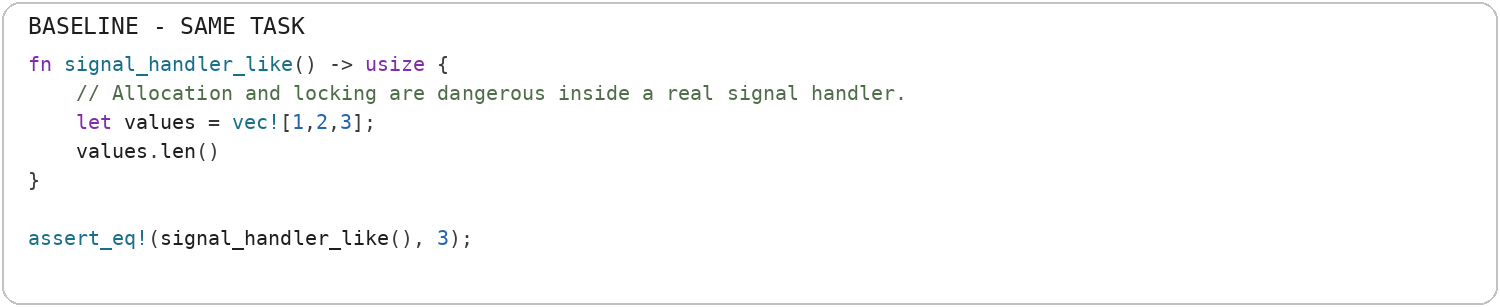 BASELINE - SAME TASK
fn signal_handler_like() -> usize {
    // Allocation and locking are dangerous inside a real signal handler.
    let values = vec![1,2,3];
    values.len()
}
assert_eq!(signal_handler_like(), 3);